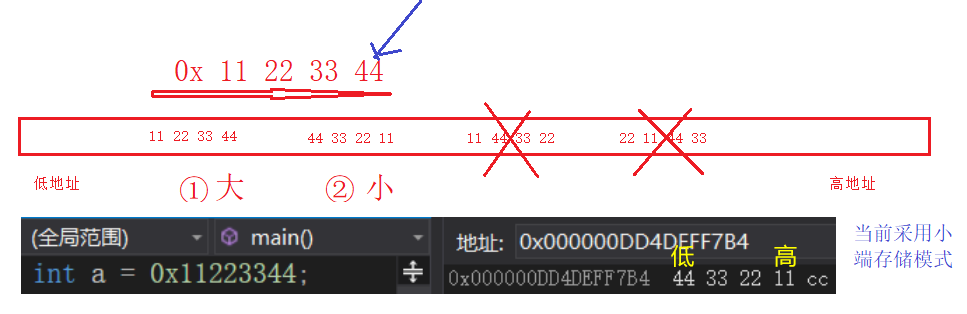 0x 11 22 33 44
11 22 33 44
44 33 22 11
11 44 33 22
22 11 44 33
低地址
① 大
② 小
高地址
(全局范围)
main()
int a = 0x11223344;
地址: 0x000000DD4DEFF7B4
低 高
0x000000DD4DEFF7B4 44 33 22 11 cc
当前采用小
端存储模式